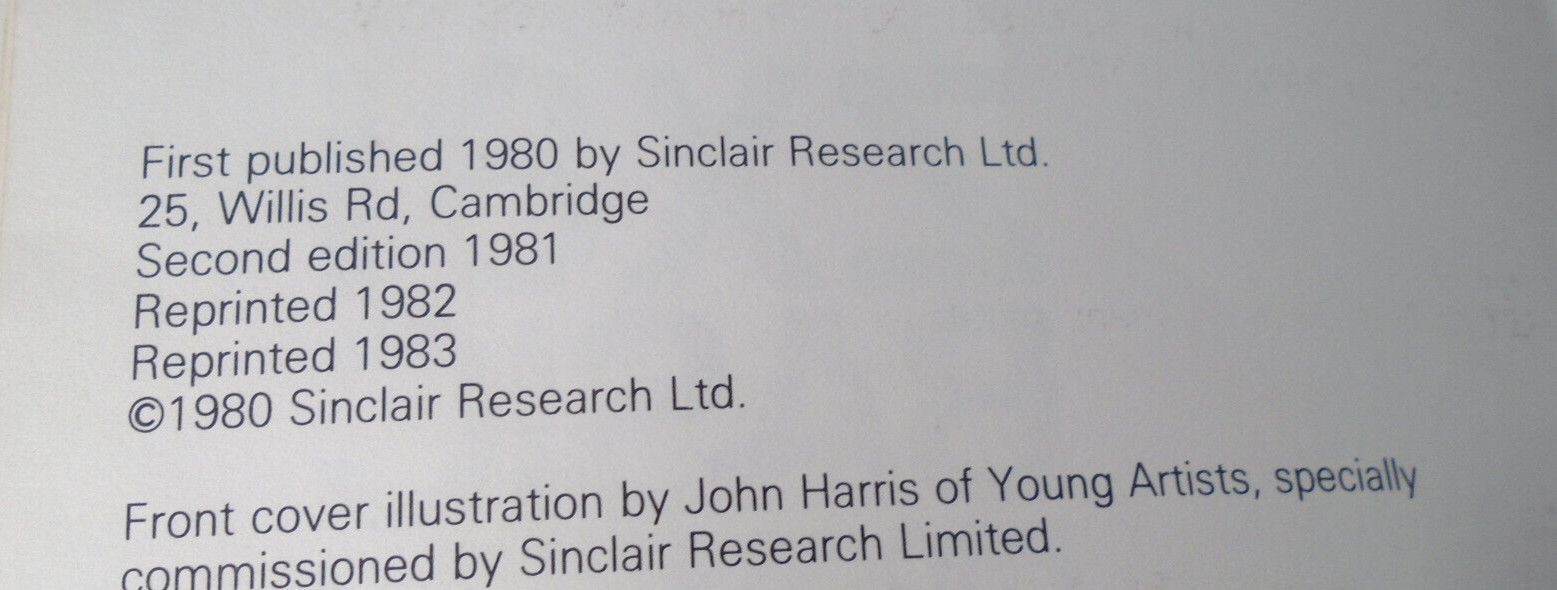 First published 1980 by Sinclair Research Ltd.
25, Willis Rd, Cambridge
Second edition 1981
Reprinted 1982
Reprinted 1983
©1980 Sinclair Research Ltd.
Front cover illustration by John Harris of Young Artists, specially
commissioned by Sinclair Research Limited.